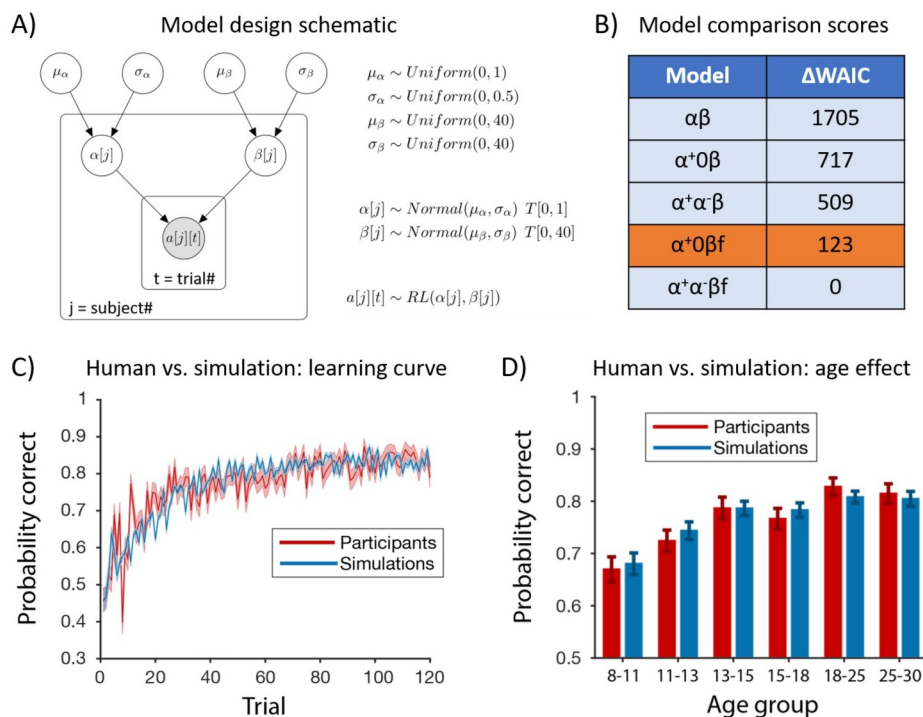 A) Model design schematic
μα σα μβ σβ
α[j] β[j]
a[j][t]
t = trial#
j = subject#
μα ~ Uniform(0, 1)
σα ~ Uniform(0, 0.5)
μβ ~ Uniform(0, 40)
σβ ~ Uniform(0, 40)
α[j] ~ Normal(μα, σα) T[0, 1]
β[j] ~ Normal(μβ, σβ) T[0, 40]
a[j][t] ~ RL(α[j], β[j])
B) Model comparison scores
Model ΔWAIC
αβ 1705
α⁺0β 717
α⁺α⁻β 509
α⁺0βf 123
α⁺α⁻βf 0
C) Human vs. simulation: learning curve
Probability correct
1
0.9
0.8
0.7
0.6
0.5
0.4
0.3
Participants
Simulations
0 20 40 60 80 100 120
Trial
D) Human vs. simulation: age effect
Probability correct
1
0.9
0.8
0.7
0.6
0.5
Participants
Simulations
8-11 11-13 13-15 15-18 18-25 25-30
Age group